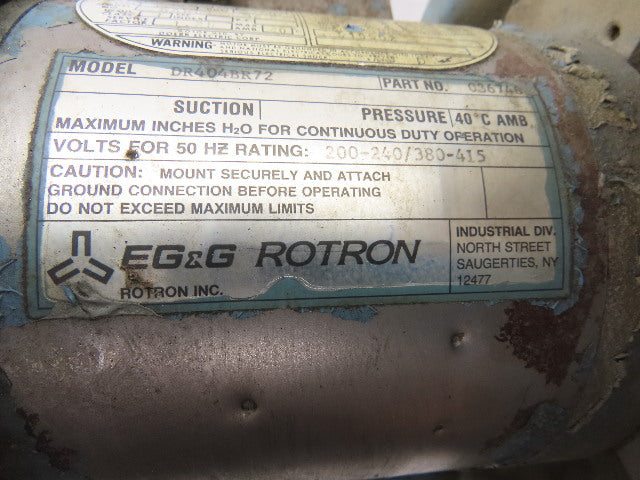 WARNING
MODEL DR404BR72 PART NO. 036746
SUCTION PRESSURE 40°C AMB.
MAXIMUM INCHES H₂O FOR CONTINUOUS DUTY OPERATION
VOLTS FOR 50 HZ RATING: 200-240/380-415
CAUTION: MOUNT SECURELY AND ATTACH
GROUND CONNECTION BEFORE OPERATING
DO NOT EXCEED MAXIMUM LIMITS
EG&G ROTRON
ROTRON INC.
INDUSTRIAL DIV.
NORTH STREET
SAUGERTIES, NY
12477